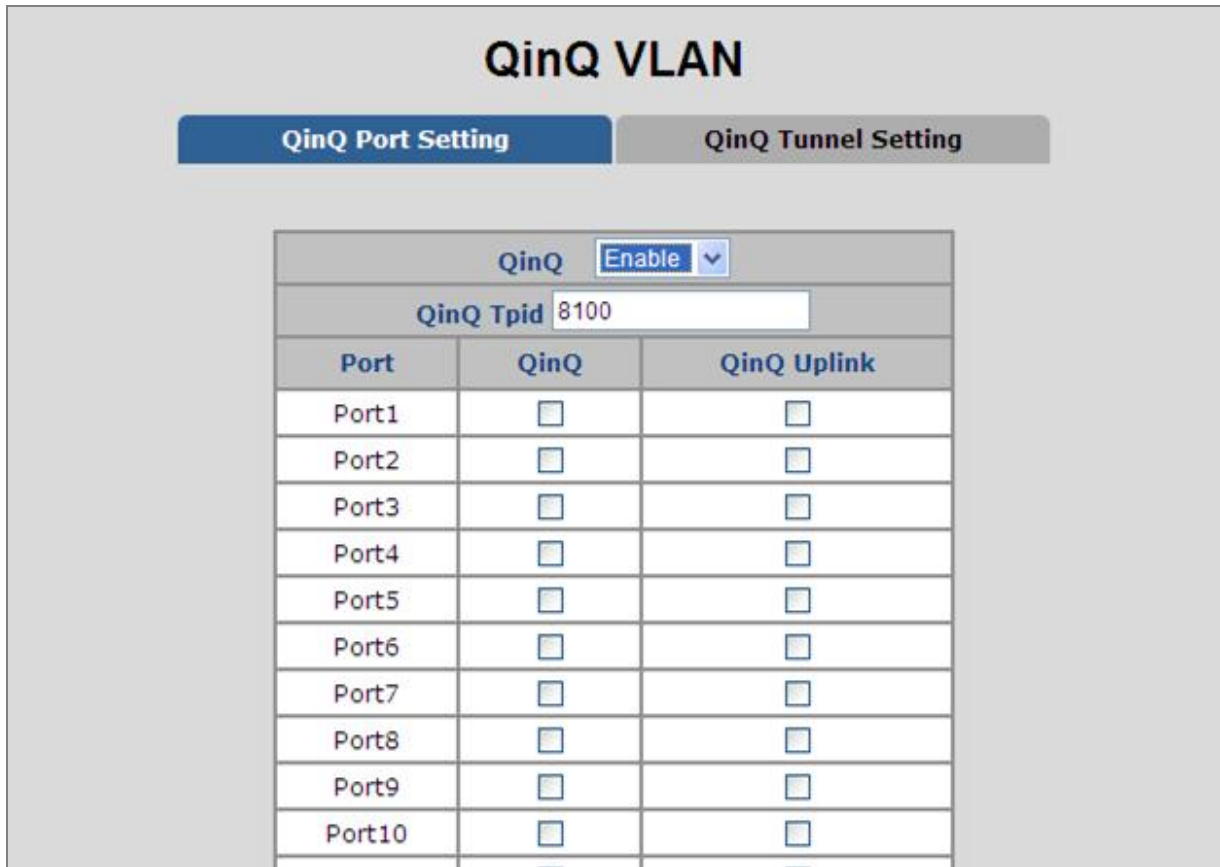 QinQ VLAN
QinQ Port Setting QinQ Tunnel Setting
QinQ Enable
QinQ Tpid 8100
Port QinQ QinQ Uplink
Port1
Port2
Port3
Port4
Port5
Port6
Port7
Port8
Port9
Port10